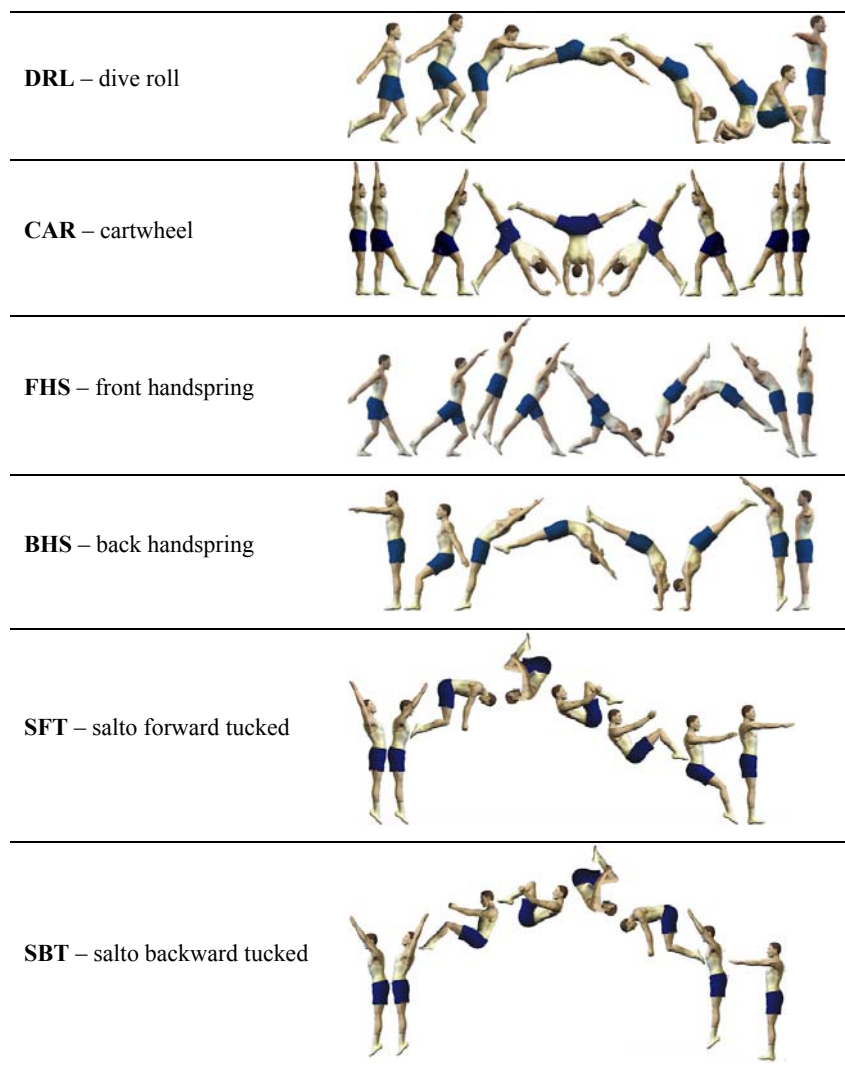 DRL – dive roll
CAR – cartwheel
FHS – front handspring
BHS – back handspring
SFT – salto forward tucked
SBT – salto backward tucked